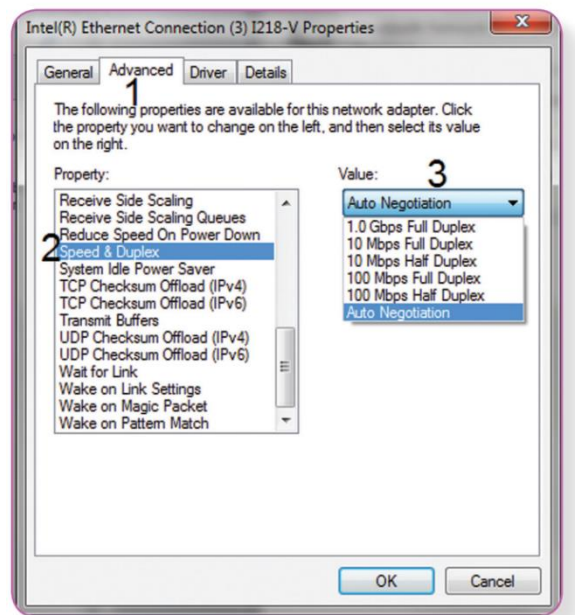 Intel(R) Ethernet Connection (3) I218-V Properties
General Advanced Driver Details
1
The following properties are available for this network adapter. Click
the property you want to change on the left, and then select its value
on the right.
Property:
Receive Side Scaling
Receive Side Scaling Queues
Reduce Speed On Power Down
2
Speed & Duplex
System Idle Power Saver
TCP Checksum Offload (IPv4)
TCP Checksum Offload (IPv6)
Transmit Buffers
UDP Checksum Offload (IPv4)
UDP Checksum Offload (IPv6)
Wait for Link
Wake on Link Settings
Wake on Magic Packet
Wake on Pattern Match
Value:
3
Auto Negotiation
1.0 Gbps Full Duplex
10 Mbps Full Duplex
10 Mbps Half Duplex
100 Mbps Full Duplex
100 Mbps Half Duplex
Auto Negotiation
OK Cancel